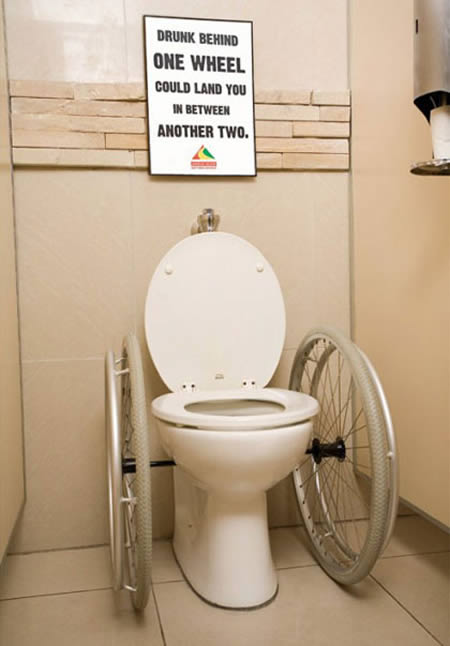 DRUNK BEHIND
ONE WHEEL
COULD LAND YOU
IN BETWEEN
ANOTHER TWO.